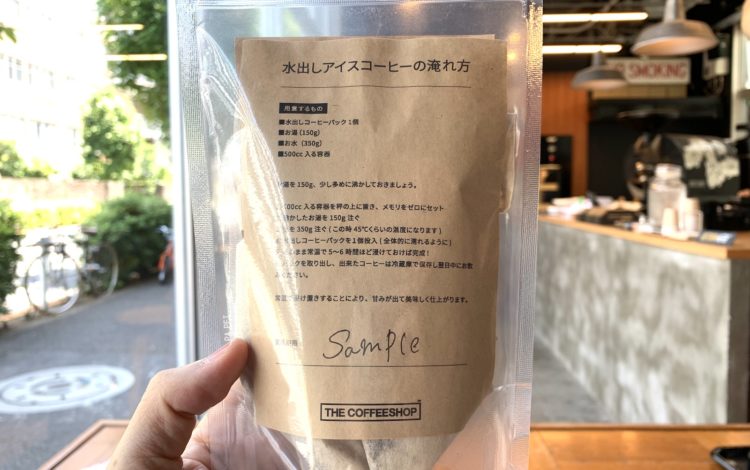 水出しアイスコーヒーの淹れ方
用意するもの
■水出しコーヒーパック1個
■お湯(150g)
■お水 (350g)
■500cc 入る容器
湯を 150g、少し多めに沸かしておきましょう。
500cc 入る容器を秤の上に置き、メモリをゼロにセット
沸かしたお湯を 150g 注ぐ
を 350g 注ぐ ( この時 45℃くらいの温度になります )
出しコーヒーパックを1個投入 ( 全体的に濡れるように )
まま常温で 5〜6 時間ほど浸けておけば完成!
ックを取り出し、出来たコーヒーは冷蔵庫で保存し翌日中にお飲
ください。
常温で浸け置きすることにより、甘みが出て美味しく仕上がります。
Sample
THE COFFEESHOP
SMOKING